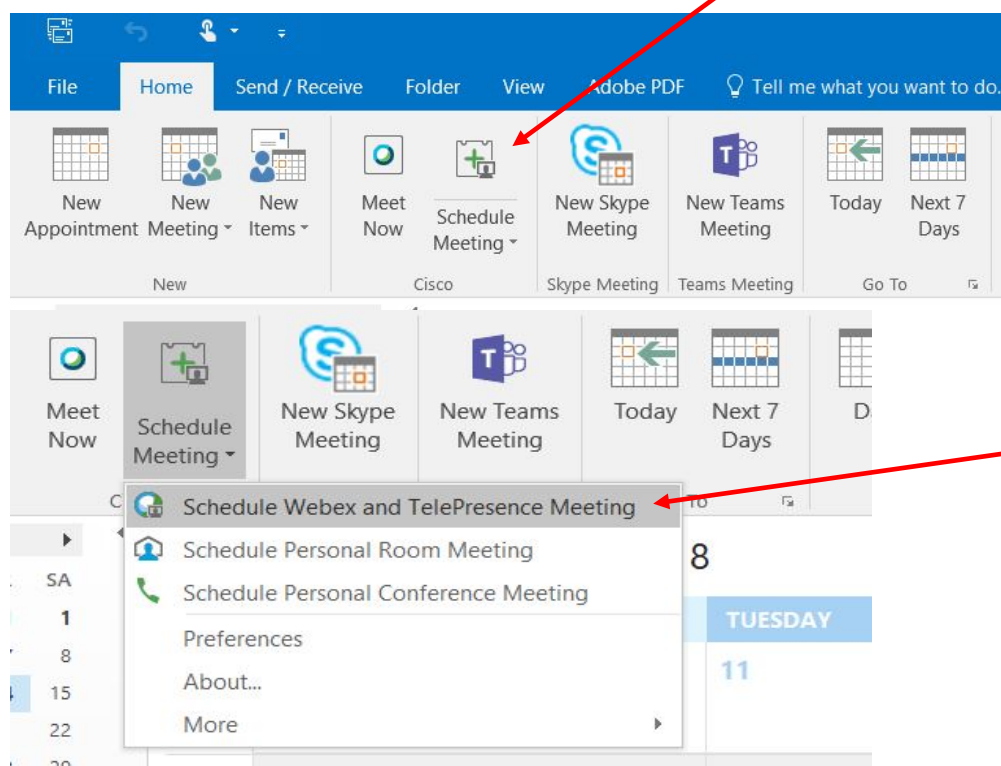 File Home Send / Receive Folder View Adobe PDF Tell me what you want to do.
New Appointment
New Meeting
New Items
Meet Now
Schedule Meeting
New Skype Meeting
New Teams Meeting
Today
Next 7 Days
New Cisco Skype Meeting Teams Meeting Go To
Meet Now
Schedule Meeting
New Skype Meeting
New Teams Meeting
Today
Next 7 Days
C
Schedule Webex and TelePresence Meeting
To
Schedule Personal Room Meeting
8
Schedule Personal Conference Meeting
SA
1
TUESDAY
Preferences
8
11
About...
15
More
22